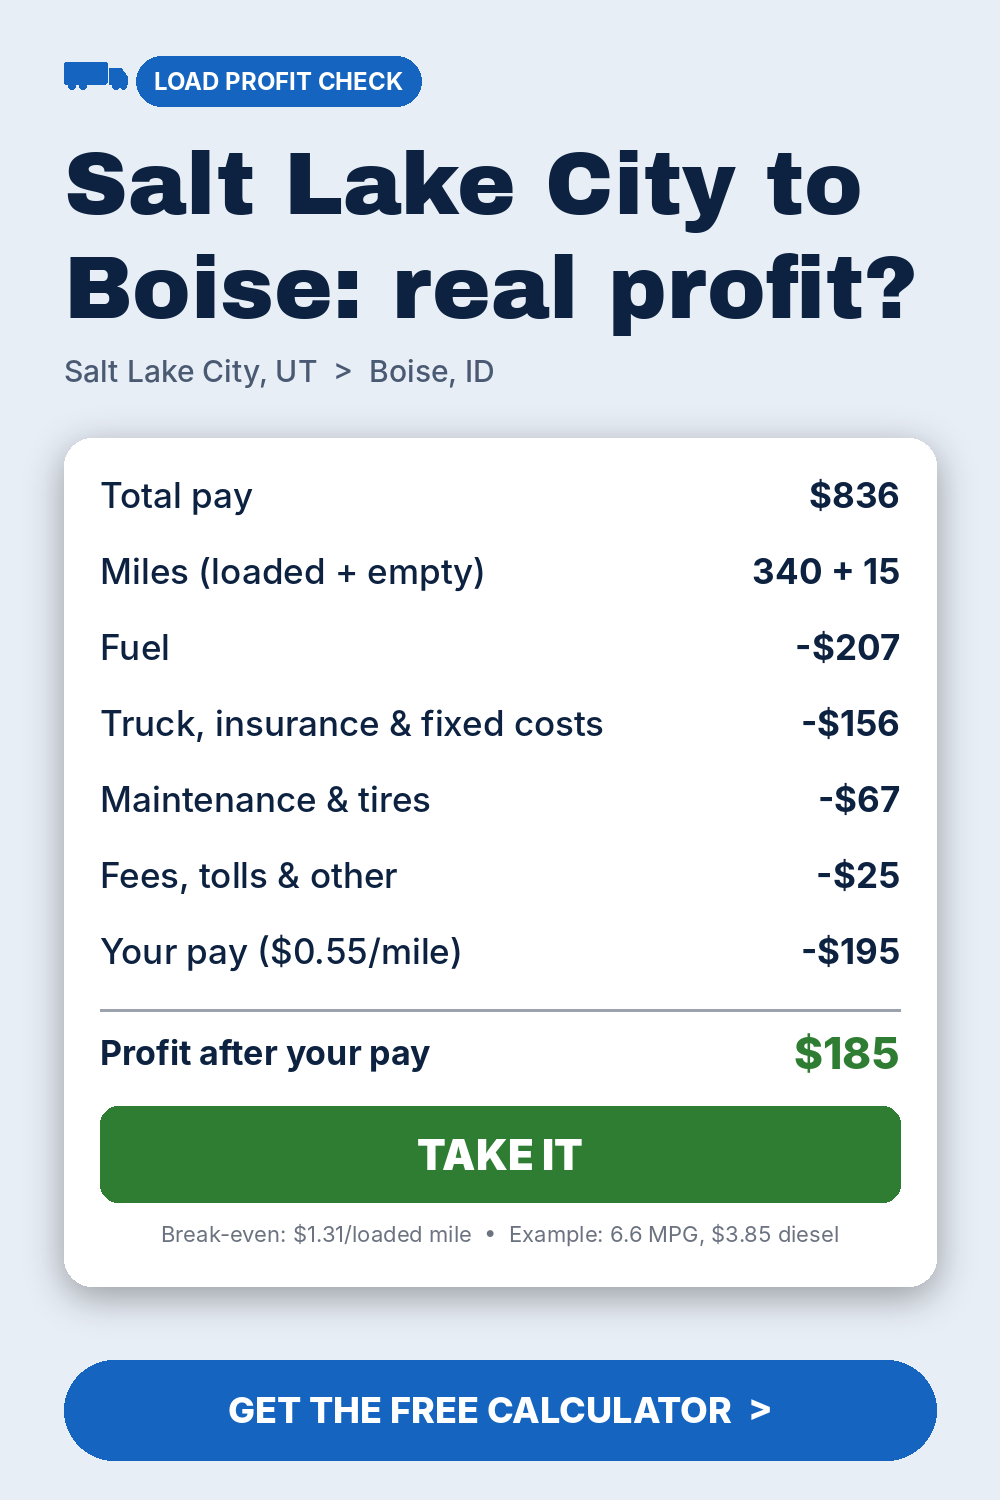 LOAD PROFIT CHECK
Salt Lake City to
Boise: real profit?
Salt Lake City, UT > Boise, ID
Total pay $836
Miles (loaded + empty) 340 + 15
Fuel -$207
Truck, insurance & fixed costs -$156
Maintenance & tires -$67
Fees, tolls & other -$25
Your pay ($0.55/mile) -$195
Profit after your pay $185
TAKE IT
Break-even: $1.31/loaded mile • Example: 6.6 MPG, $3.85 diesel
GET THE FREE CALCULATOR >